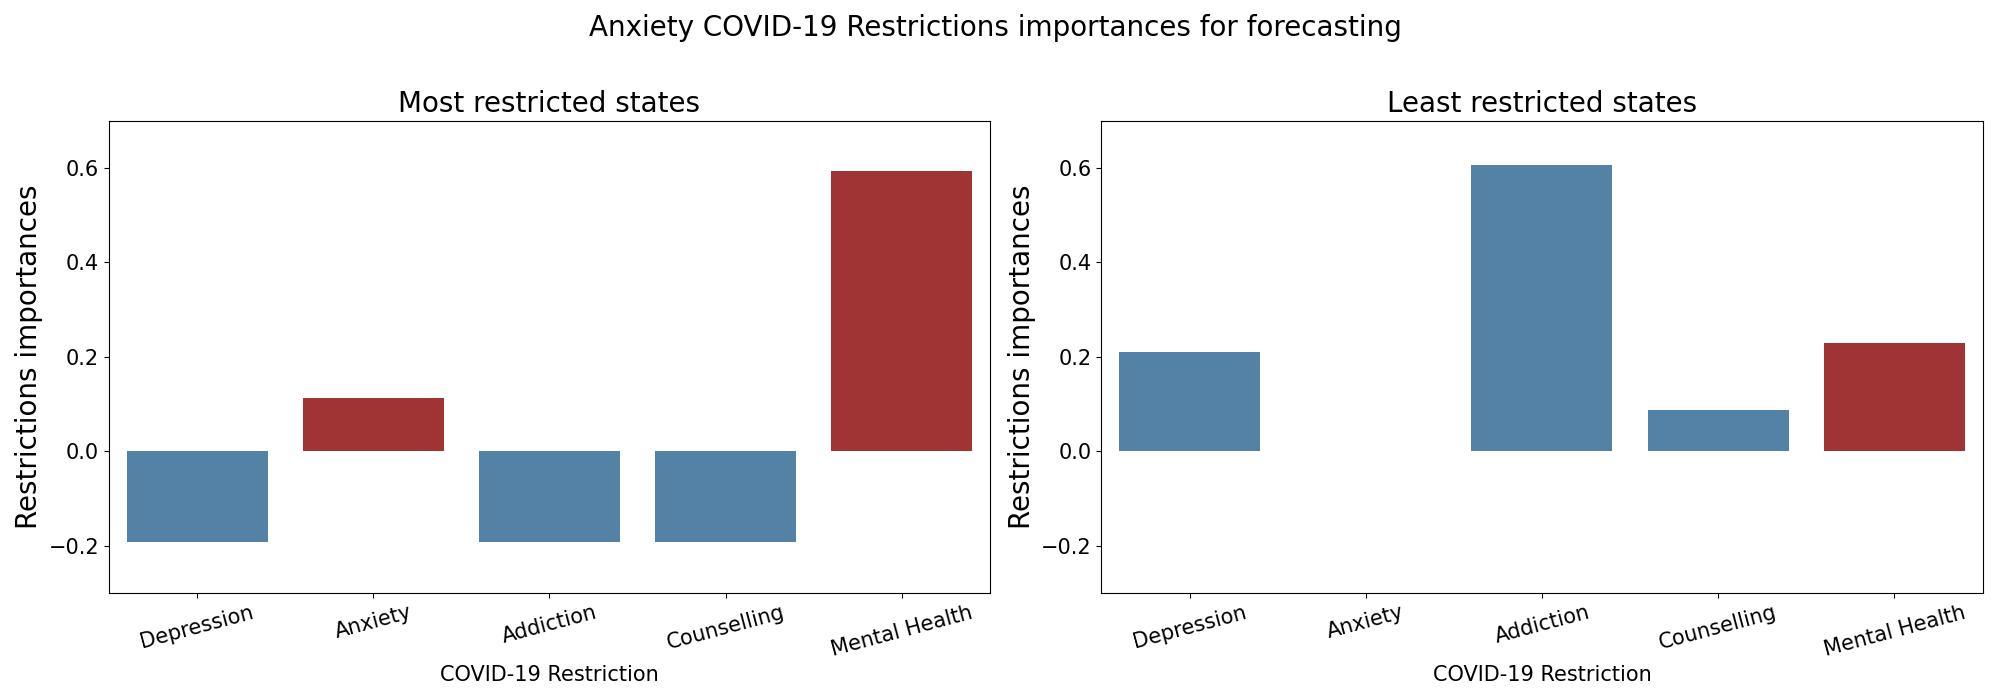 Anxiety COVID-19 Restrictions importances for forecasting
Most restricted states
Restrictions importances
0.6
0.4
0.2
0.0
−0.2
Depression
Anxiety
Addiction
Counselling
Mental Health
COVID-19 Restriction
Least restricted states
Restrictions importances
0.6
0.4
0.2
0.0
−0.2
Depression
Anxiety
Addiction
Counselling
Mental Health
COVID-19 Restriction